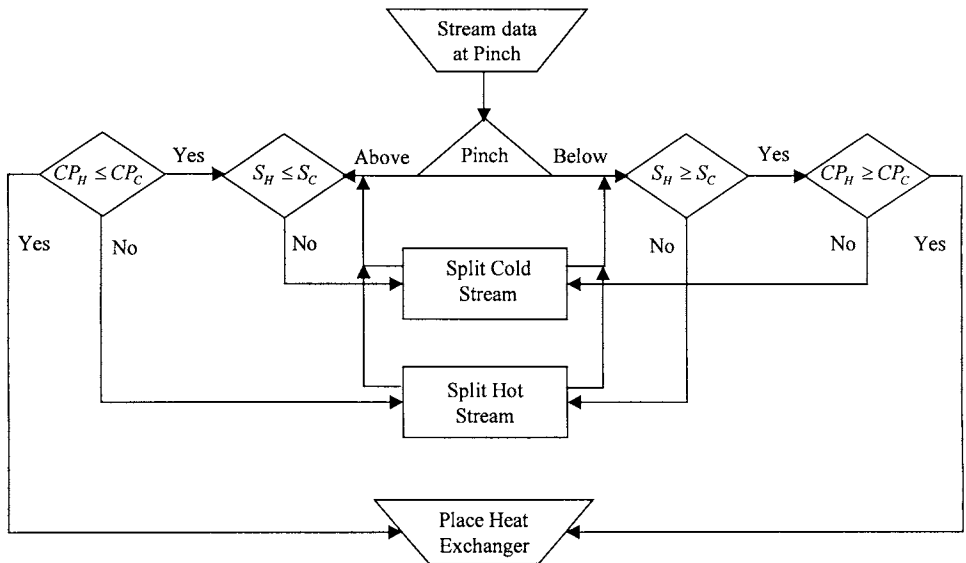 Stream data
at Pinch
Pinch
Above
Below
Yes
Yes
CP_H ≤ CP_C
S_H ≤ S_C
S_H ≥ S_C
CP_H ≥ CP_C
Yes
No
No
No
No
Yes
Split Cold
Stream
Split Hot
Stream
Place Heat
Exchanger